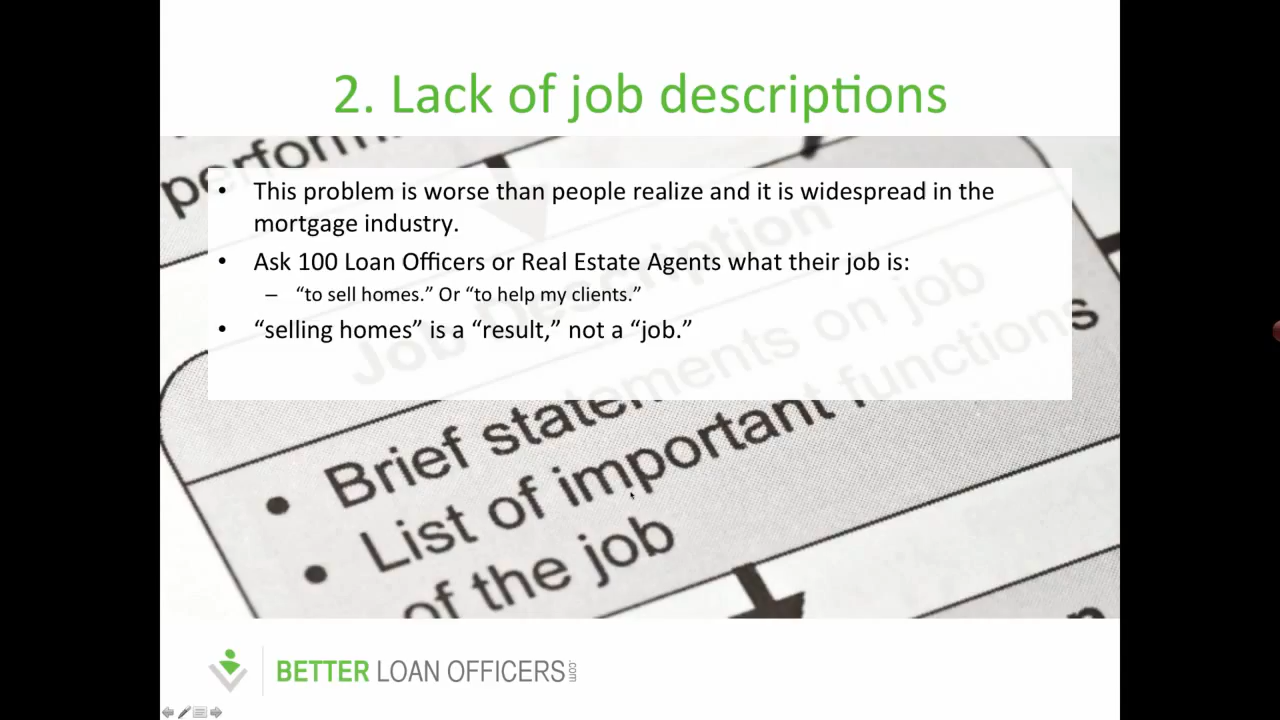 2. Lack of job descriptions
perform
• This problem is worse than people realize and it is widespread in the
mortgage industry.
• Ask 100 Loan Officers or Real Estate Agents what their job is:
– “to sell homes.” Or “to help my clients.”
• “selling homes” is a “result,” not a “job.”
Job Description
• Brief statements on job
• List of important functions
of the job
BETTER LOAN OFFICERS.com